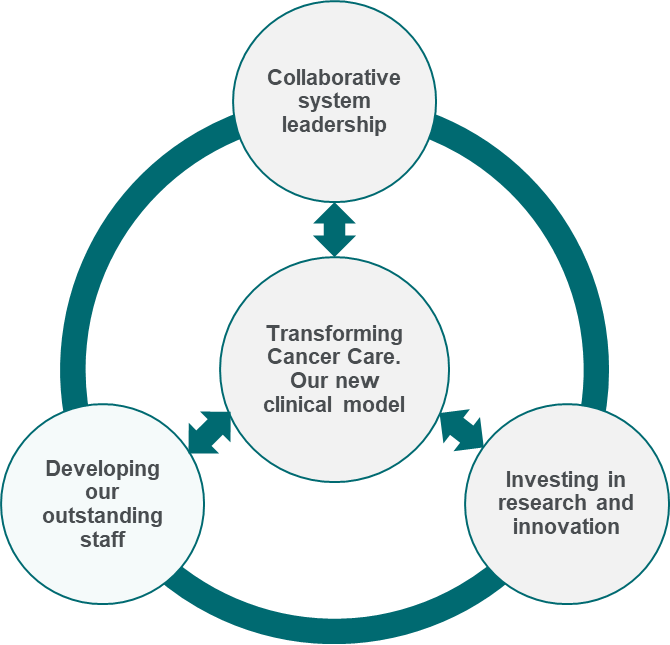 Collaborative
system
leadership
Transforming
Cancer Care.
Our new
clinical model
Developing
our
outstanding
staff
Investing in
research and
innovation